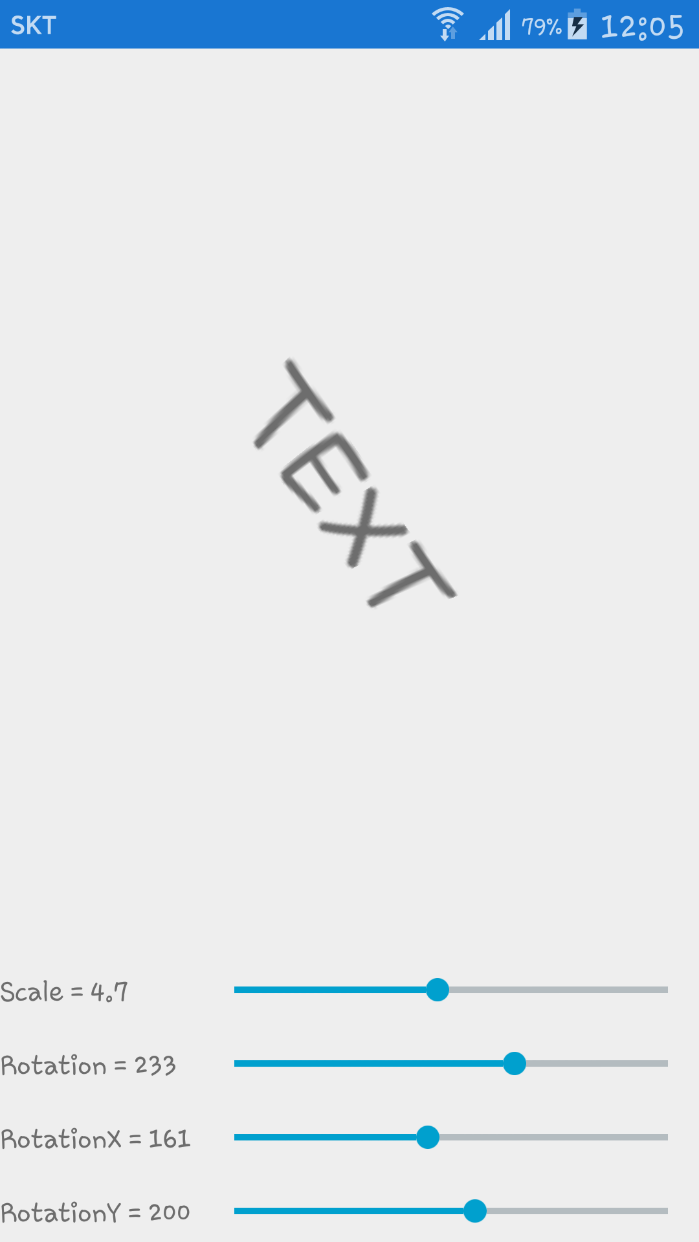 SKT 79% 12:05
TEXT
Scale = 4.7
Rotation = 233
RotationX = 161
RotationY = 200